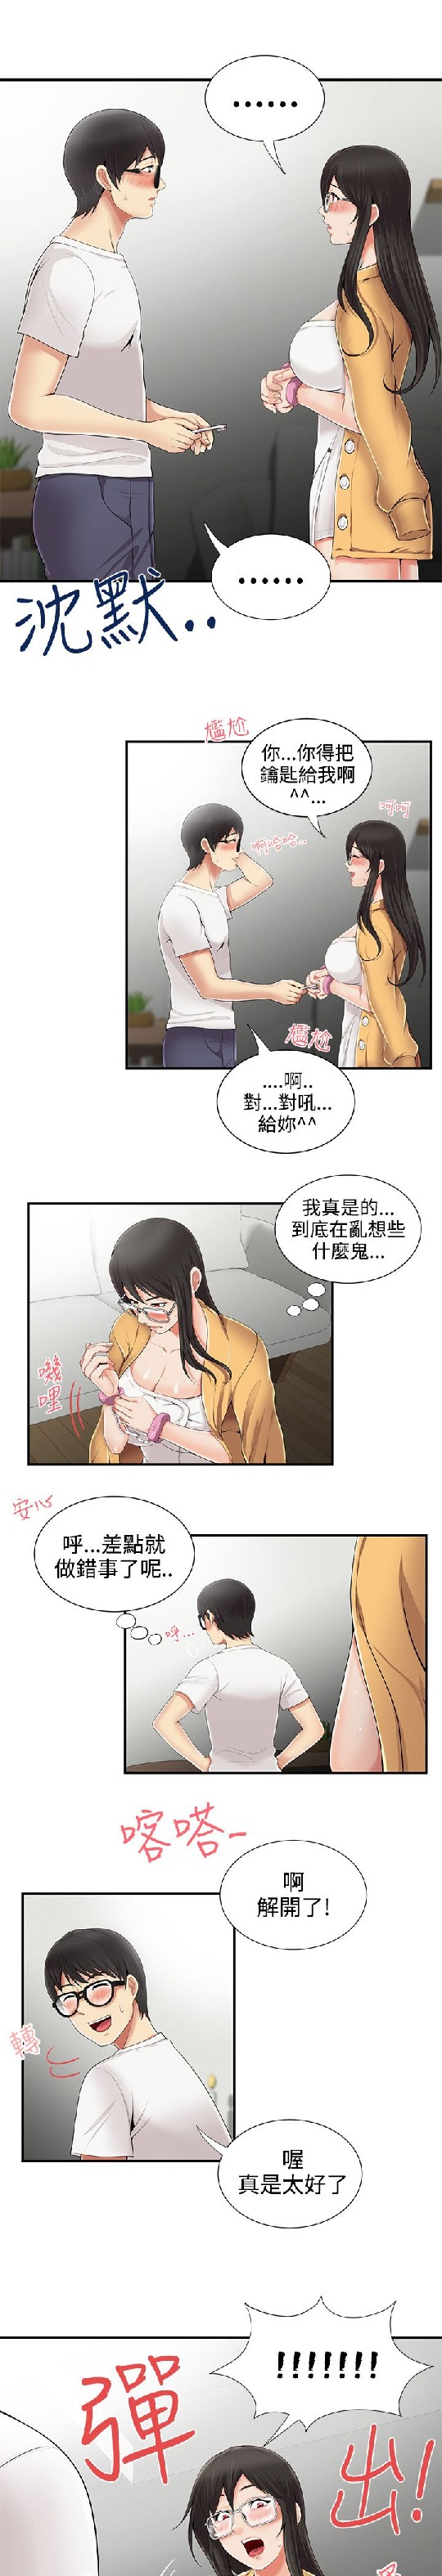 ......
......
沈默..
尷尬
你...你得把
鑰匙給我啊
^^...
呵呵
啊哈哈..
尷尬
....啊..
對...對吼...
給妳^^
我真是的...
到底在亂想些
什麼鬼...
嘰
哩
安心
呼...差點就
做錯事了呢..
呼...
喀嗒-
啊
解開了!
轉
喔
真是太好了
!!!!!!!
彈
出!